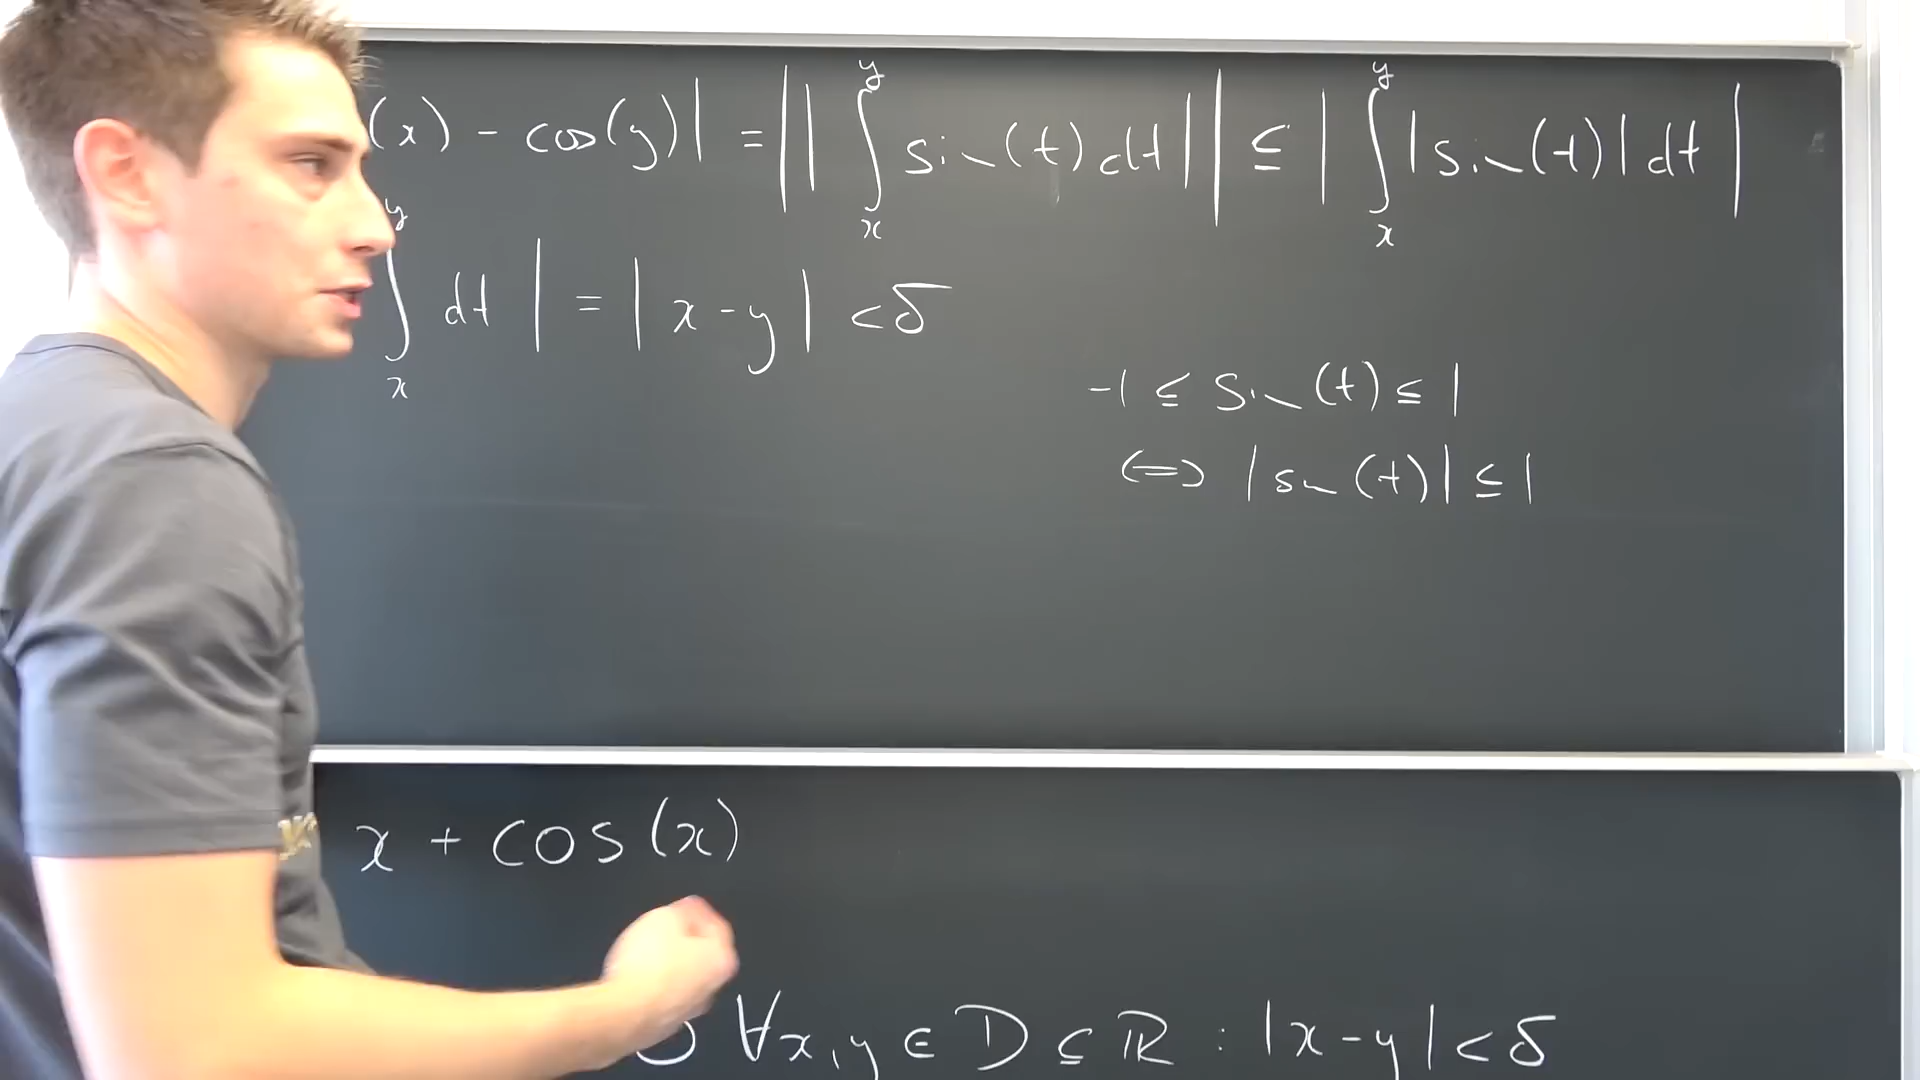 (x) - cos(y)| = || ∫_x^y sin(t) dt || ≤ | ∫_x^y |sin(t)| dt |
∫_x^y dt | = | x - y | < δ
-1 ≤ sin(t) ≤ 1
⇔ |sin(t)| ≤ 1
x + cos(x)
∀x,y ∈ D ⊆ ℝ : |x - y| < δ